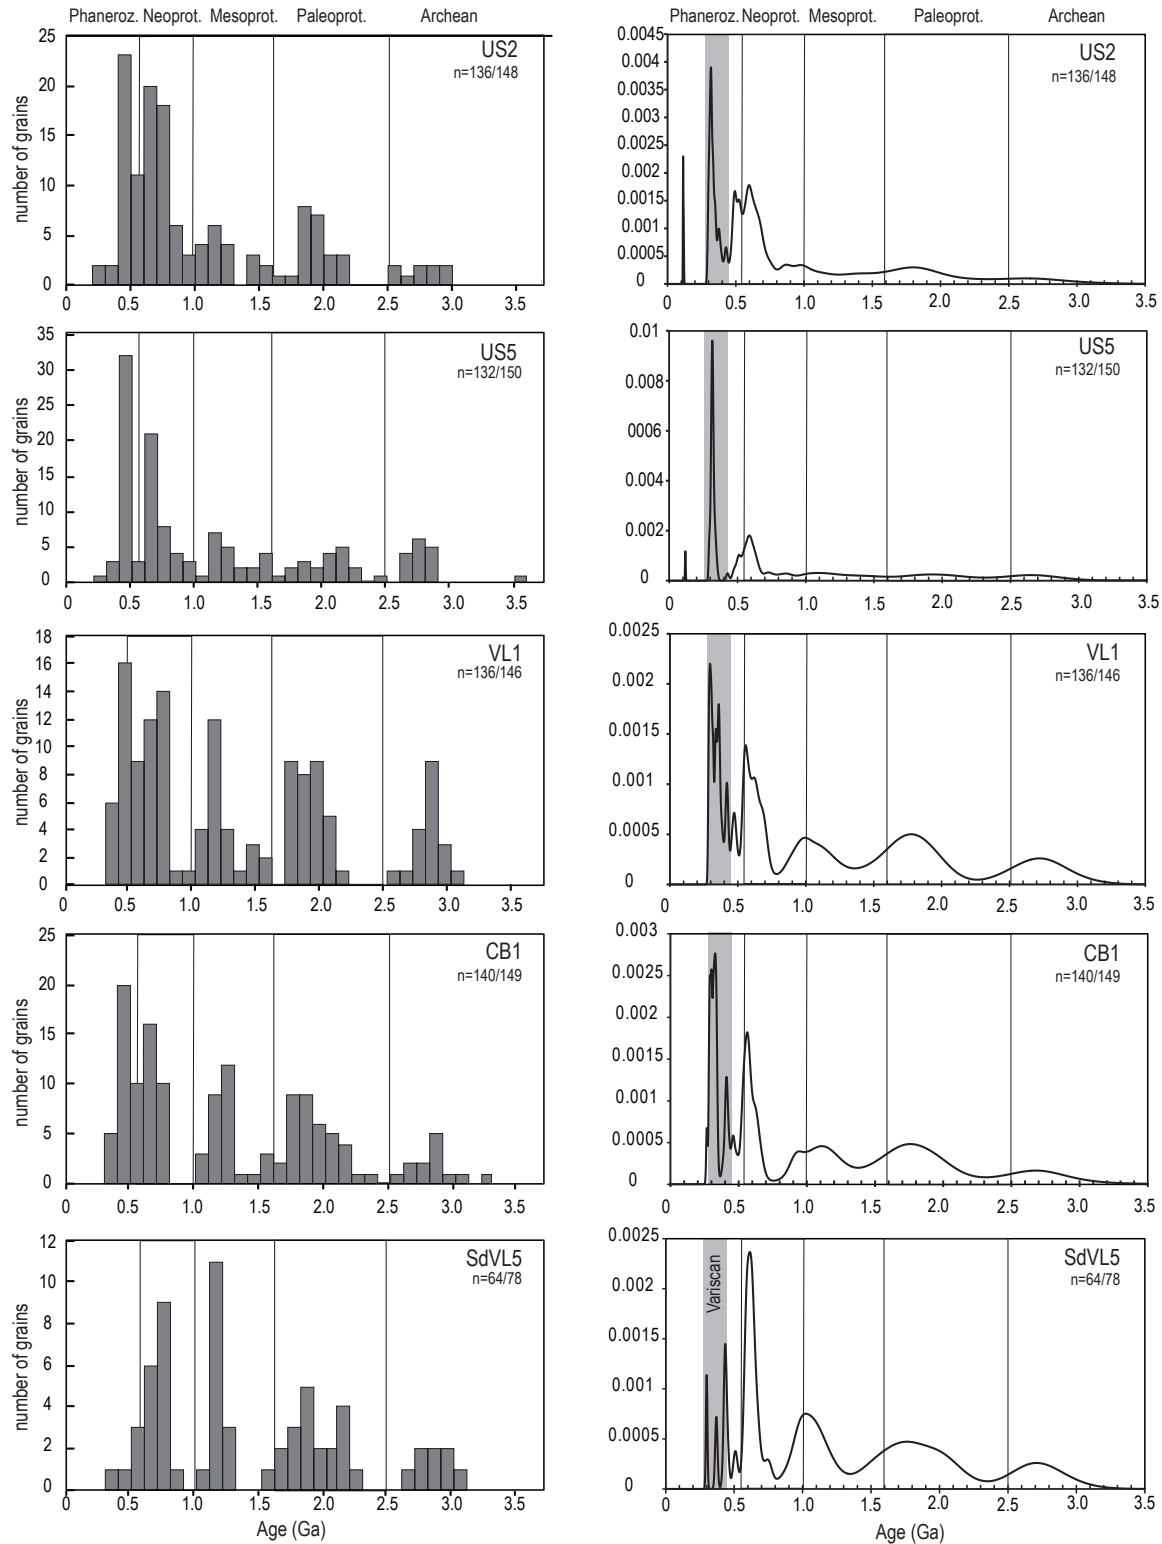 Phaneroz. Neoprot. Mesoprot. Paleoprot. Archean
25
20
15
10
5
0
number of grains
US2
n=136/148
0 0.5 1.0 1.5 2.0 2.5 3.0 3.5
35
30
25
20
15
10
5
0
number of grains
US5
n=132/150
0 0.5 1.0 1.5 2.0 2.5 3.0 3.5
18
16
14
12
10
8
6
4
2
0
number of grains
VL1
n=136/146
0 0.5 1.0 1.5 2.0 2.5 3.0 3.5
25
20
15
10
5
0
number of grains
CB1
n=140/149
0 0.5 1.0 1.5 2.0 2.5 3.0 3.5
12
10
8
6
4
2
0
number of grains
SdVL5
n=64/78
0 0.5 1.0 1.5 2.0 2.5 3.0 3.5
Age (Ga)
Phaneroz. Neoprot. Mesoprot. Paleoprot. Archean
0.0045
0.004
0.0035
0.003
0.0025
0.002
0.0015
0.001
0.0005
0
US2
n=136/148
0 0.5 1.0 1.5 2.0 2.5 3.0 3.5
0.01
0.008
0006
0.004
0.002
0
US5
n=132/150
0 0.5 1.0 1.5 2.0 2.5 3.0 3.5
0.0025
0.002
0.0015
0.001
0.0005
0
VL1
n=136/146
0 0.5 1.0 1.5 2.0 2.5 3.0 3.5
0.003
0.0025
0.002
0.0015
0.001
0.0005
0
CB1
n=140/149
0 0.5 1.0 1.5 2.0 2.5 3.0 3.5
0.0025
0.002
0.0015
0.001
0.0005
0
Variscan
SdVL5
n=64/78
0 0.5 1.0 1.5 2.0 2.5 3.0 3.5
Age (Ga)